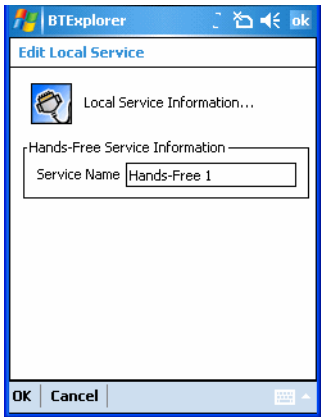 BTExplorer ok
Edit Local Service
Local Service Information...
Hands-Free Service Information
Service Name Hands-Free 1
OK Cancel